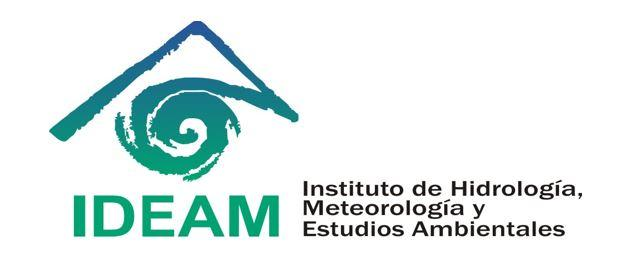 IDEAM
Instituto de Hidrología,
Meteorología y
Estudios Ambientales